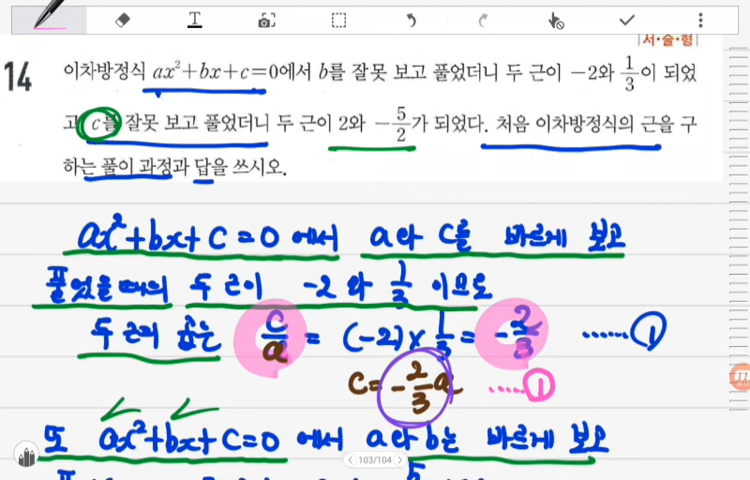 서·술·형
14 이차방정식 ax²+bx+c=0에서 b를 잘못 보고 풀었더니 두 근이 -2와 1/3이 되었
고 c를 잘못 보고 풀었더니 두 근이 2와 -5/2가 되었다. 처음 이차방정식의 근을 구
하는 풀이 과정과 답을 쓰시오.
ax²+bx+c=0 에서 a와 c를 바르게 보고
풀었을 때의 두 근이 -2 와 1/3 이므로
두 근의 곱은 c/a = (-2)×1/3 = -2/3 ……①
c = -2/3 a ……①
또 ax²+bx+c=0 에서 a와 b는 바르게 보고
103/104